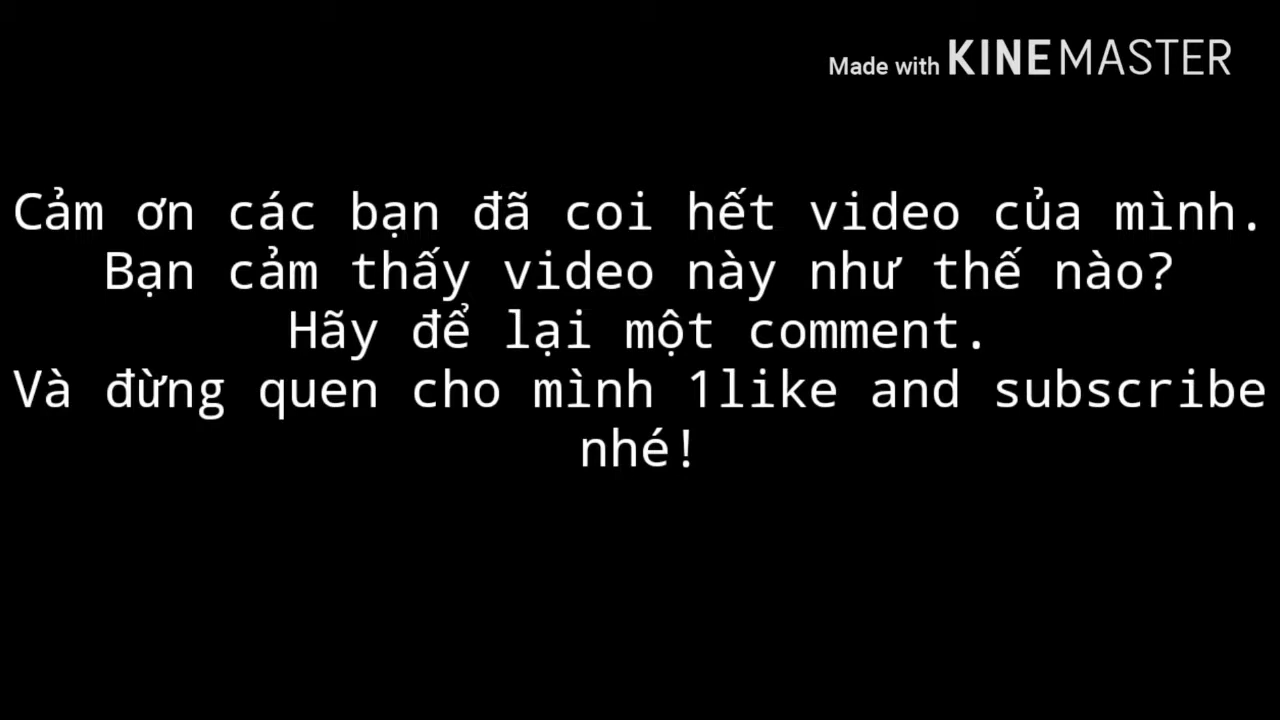 Made with KINEMASTER
Cảm ơn các bạn đã coi hết video của mình.
Bạn cảm thấy video này như thế nào?
Hãy để lại một comment.
Và đừng quen cho mình 1like and subscribe
nhé!